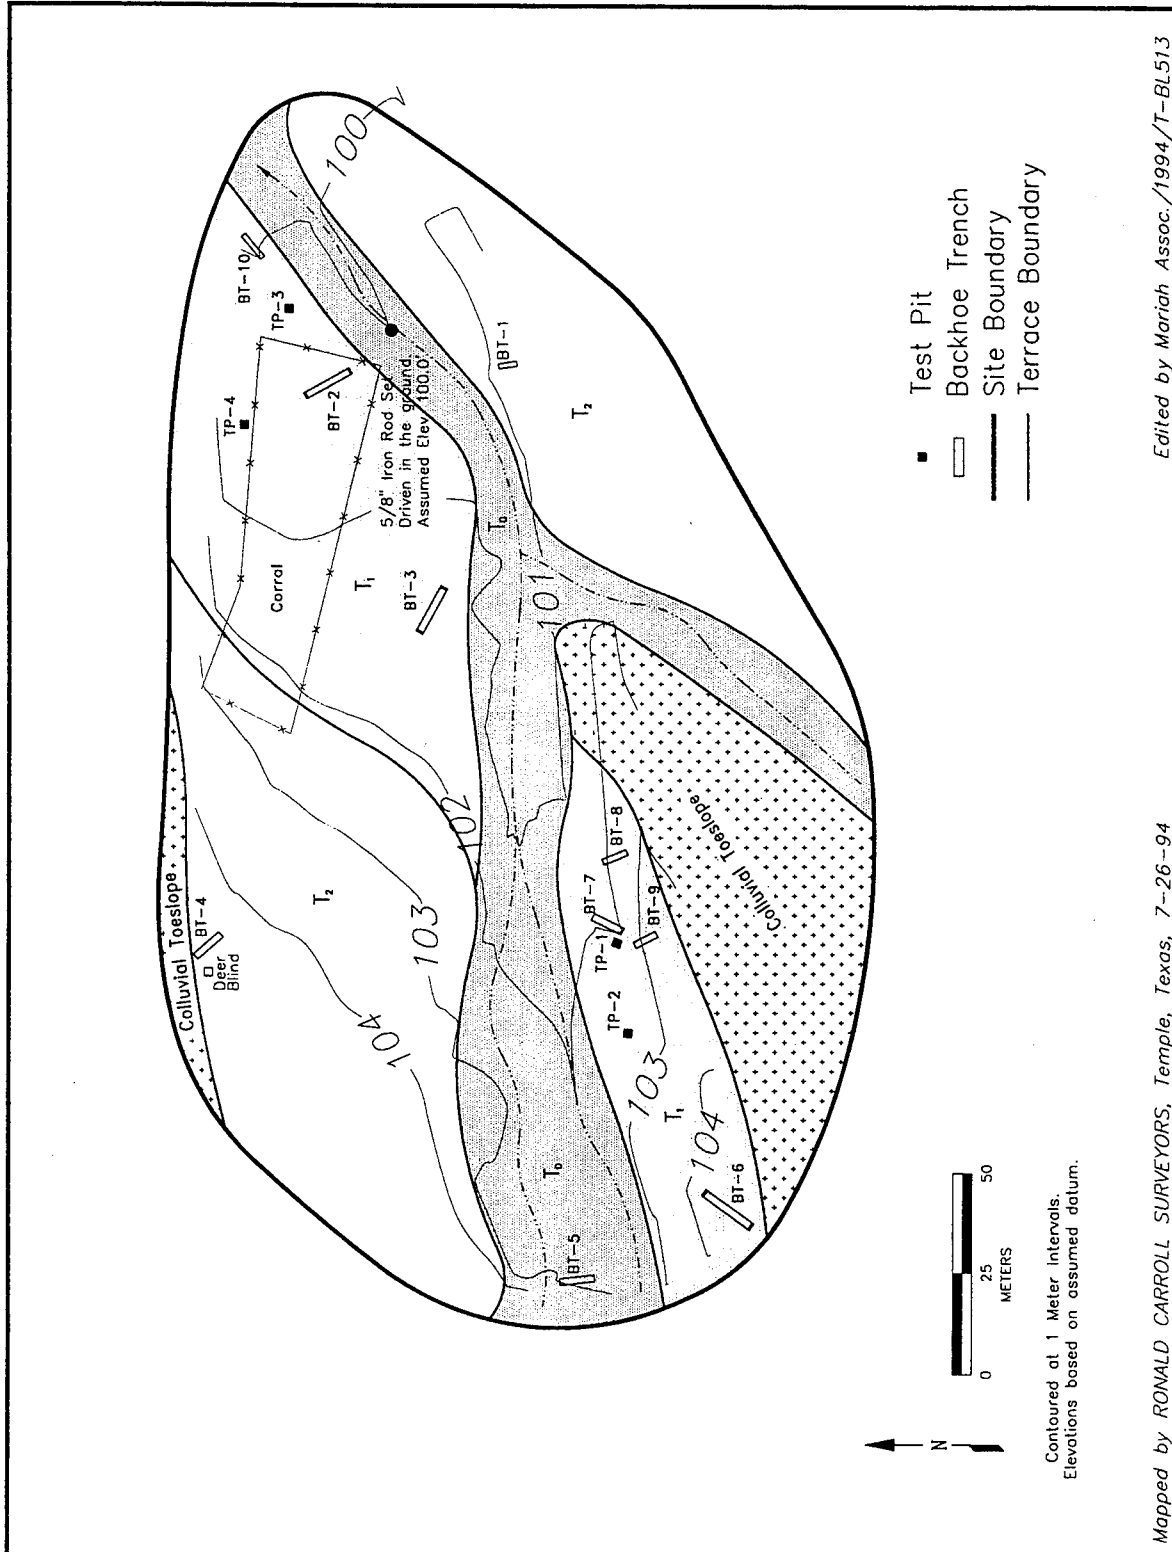 Colluvial Toeslope
BT-4
Deer
Blind
T₂
104
103
102
Corral
T₁
TP-4
BT-10
TP-3
BT-2
5/8" Iron Rod Set
Driven in the ground.
Assumed Elev. 100.0'
BT-3
100
T₀
101
BT-1
T₂
T₀
BT-5
BT-7
BT-8
TP-1
BT-9
TP-2
103
T₁
104
BT-6
Colluvial Toeslope
Test Pit
Backhoe Trench
Site Boundary
Terrace Boundary
N
0 25 50
METERS
Contoured at 1 Meter Intervals.
Elevations based on assumed datum.
Mapped by RONALD CARROLL SURVEYORS, Temple, Texas, 7-26-94
Edited by Mariah Assoc./1994/T-BL513